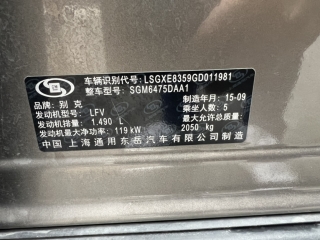 车辆识别代号: LSGXE8359GD011981
整车型号: SGM6475DAA1
品牌: 别克 制造年月: 15-09
发动机型号: LFV 乘坐人数: 5
发动机排量: 1.490 L 最大允许总质量:
发动机最大净功率: 119 kW 2050 kg
中国 上海通用东岳汽车有限公司 制造